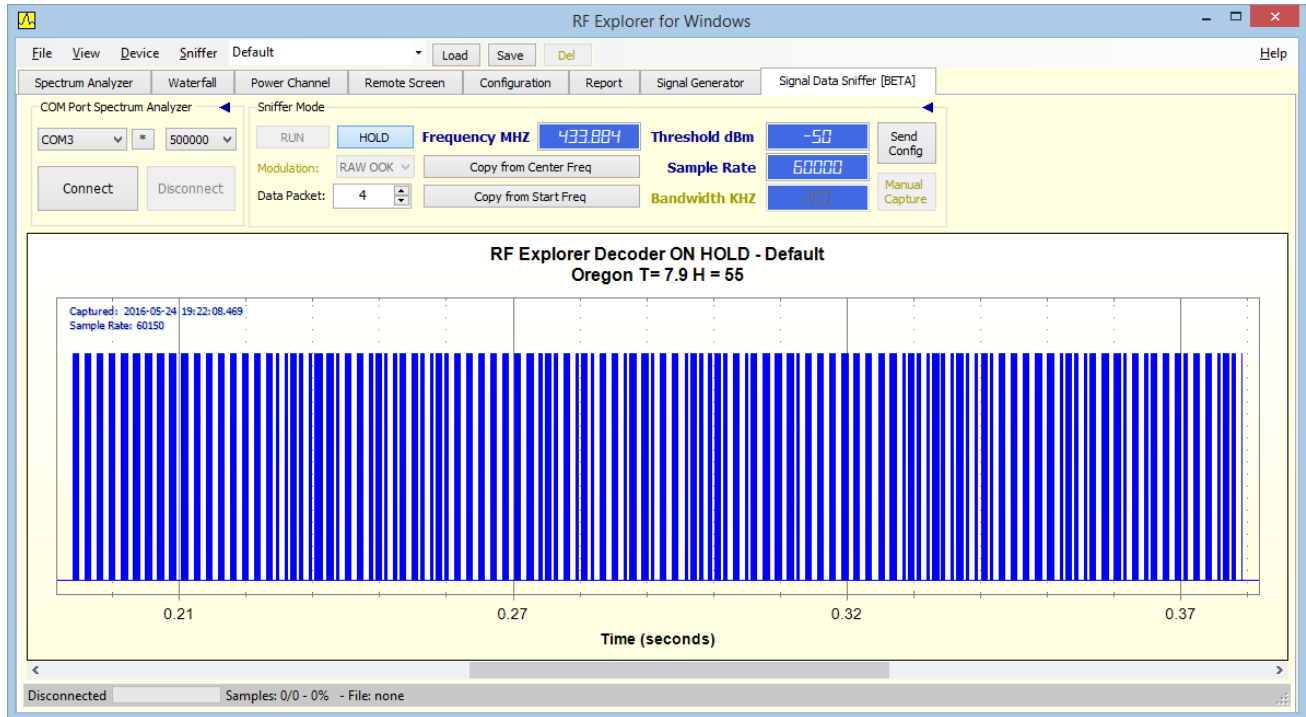 RF Explorer for Windows
File View Device Sniffer Default Load Save Del Help
Spectrum Analyzer Waterfall Power Channel Remote Screen Configuration Report Signal Generator Signal Data Sniffer [BETA]
COM Port Spectrum Analyzer Sniffer Mode
COM3 * 500000 RUN HOLD Frequency MHZ 433.884 Threshold dBm -50 Send Config
Modulation: RAW OOK Copy from Center Freq Sample Rate 60000
Connect Disconnect Data Packet: 4 Copy from Start Freq Bandwidth KHZ Manual Capture
RF Explorer Decoder ON HOLD - Default
Oregon T= 7.9 H = 55
Captured: 2016-05-24 19:22:08.469
Sample Rate: 60150
0.21 0.27 0.32 0.37
Time (seconds)
Disconnected Samples: 0/0 - 0% - File: none